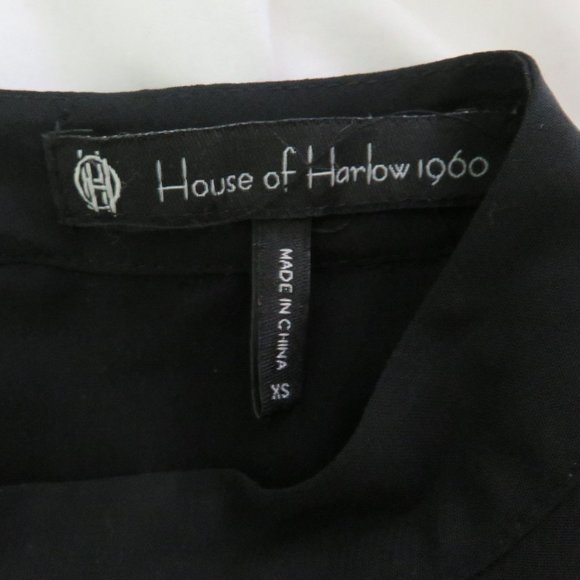 H
House of Harlow 1960
MADE IN CHINA
XS